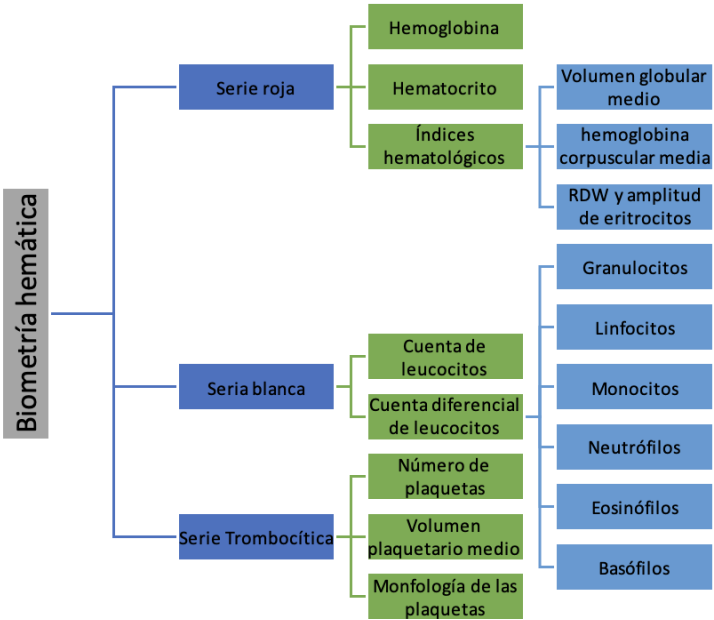 Biometría hemática
Serie roja
Hemoglobina
Hematocrito
Índices
hematológicos
Volumen globular
medio
hemoglobina
corpuscular media
RDW y amplitud
de eritrocitos
Seria blanca
Cuenta de
leucocitos
Cuenta diferencial
de leucocitos
Granulocitos
Linfocitos
Monocitos
Neutrófilos
Eosinófilos
Basófilos
Serie Trombocítica
Número de
plaquetas
Volumen
plaquetario medio
Monfología de las
plaquetas